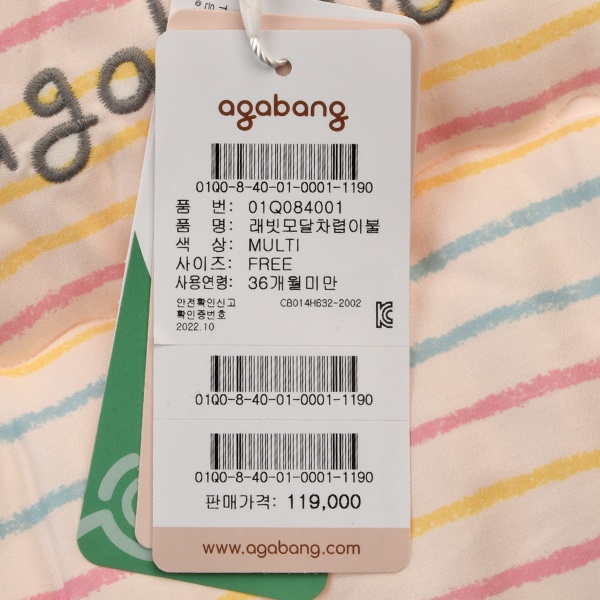 agabang
01Q0-8-40-01-0001-1190
품 번: 01Q084001
품 명: 래빗모달차렵이불
색 상: MULTI
사이즈: FREE
사용연령: 36개월미만
안전확인신고 CB014H632-2002
확인증번호
2022.10
01Q0-8-40-01-0001-1190
01Q0-8-40-01-0001-1190
판매가격: 119,000
www.agabang.com